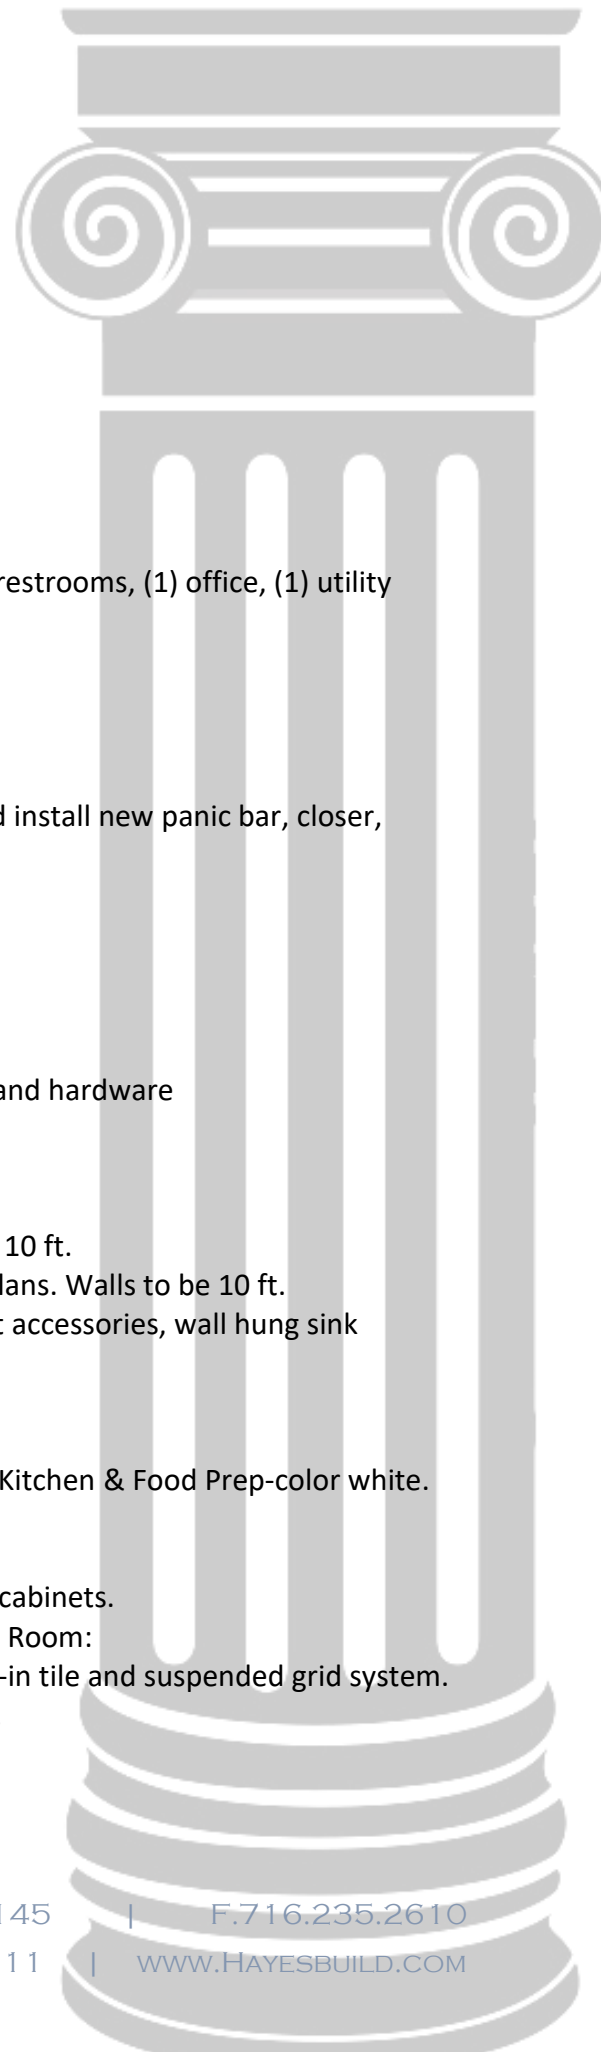 restrooms, (1) office, (1) utility
d install new panic bar, closer,
and hardware
10 ft.
lans. Walls to be 10 ft.
t accessories, wall hung sink
Kitchen & Food Prep-color white.
cabinets.
Room:
-in tile and suspended grid system.
145 | F.716.235.2610
11 | www.Hayesbuild.com